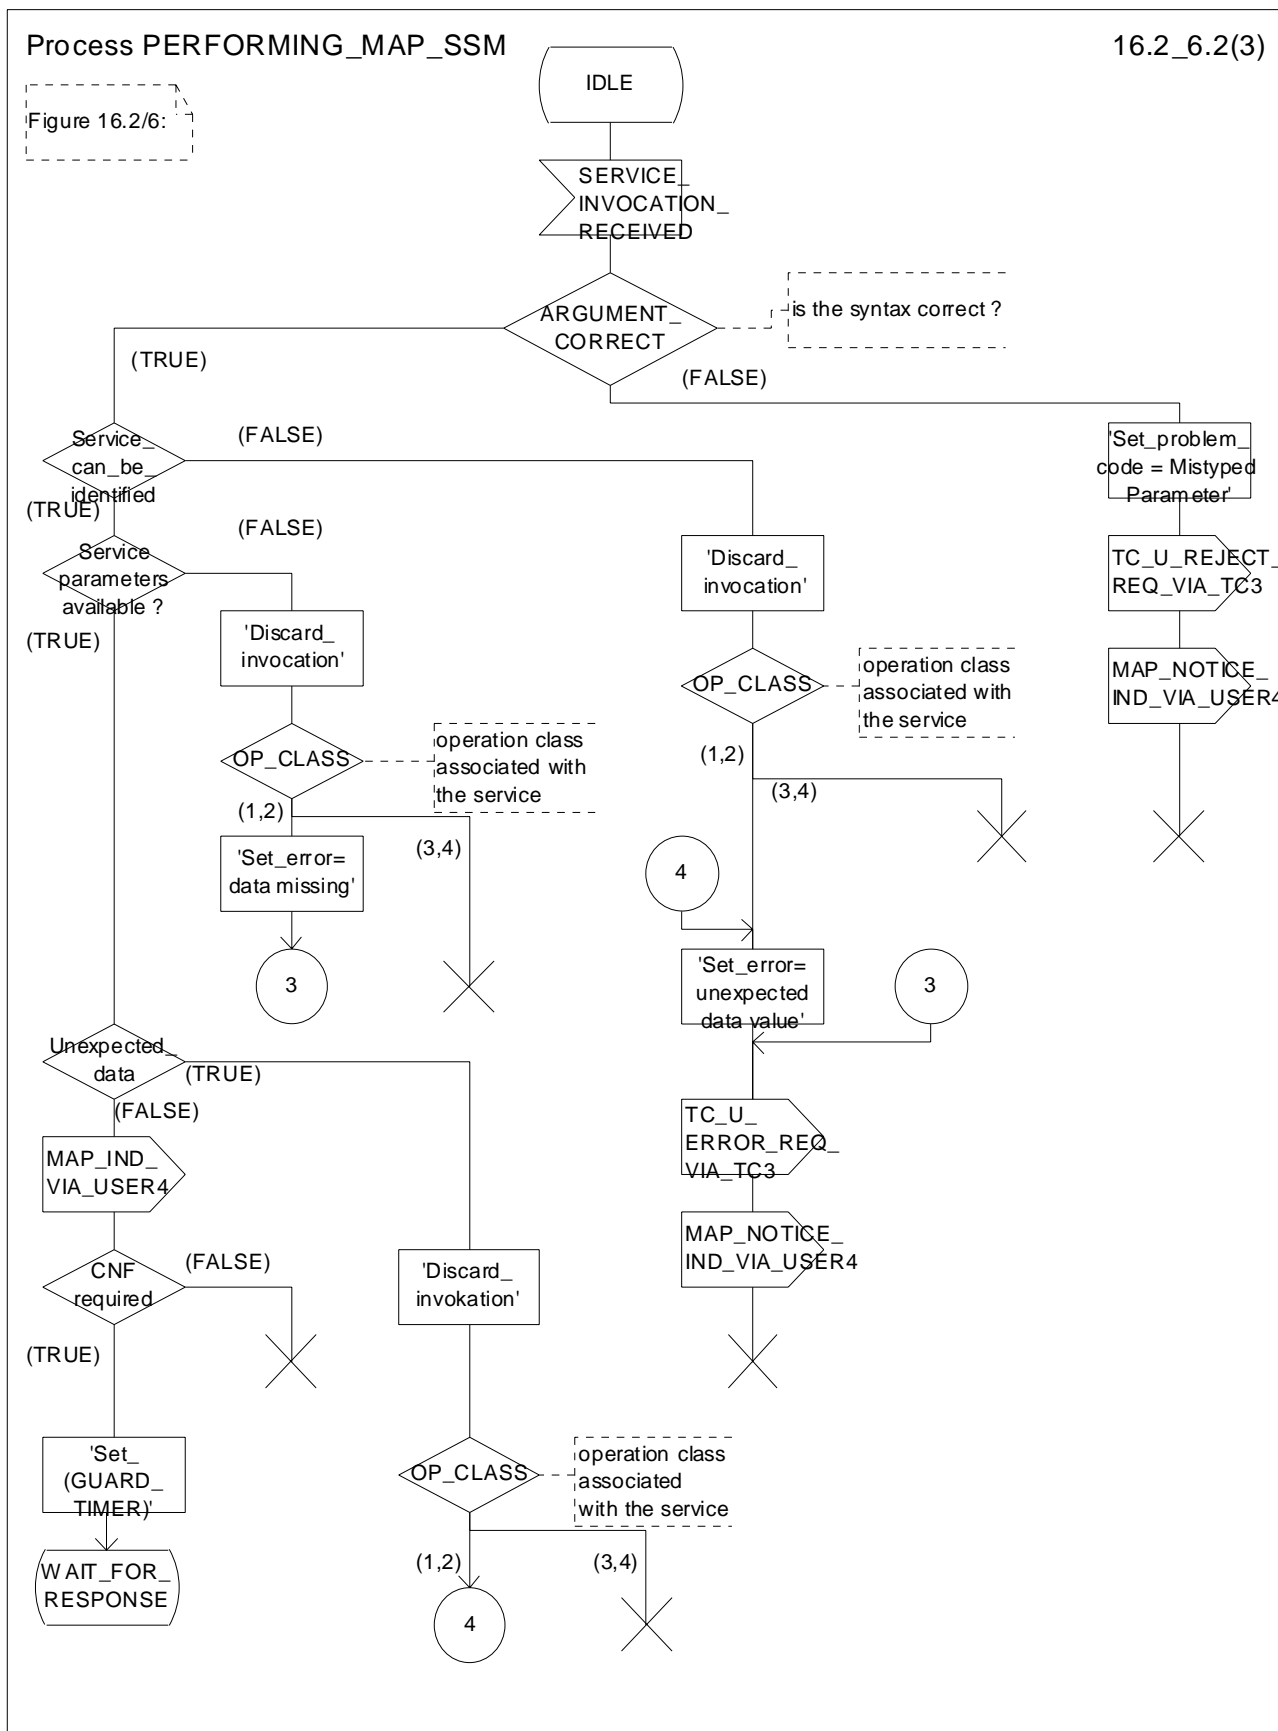 Process PERFORMING_MAP_SSM
16.2_6.2(3)
Figure 16.2/6:
IDLE
SERVICE_
INVOCATION_
RECEIVED
ARGUMENT_
CORRECT
is the syntax correct ?
(TRUE)
(FALSE)
Service_
can_be_
identified
(FALSE)
'Set_problem_
code = Mistyped
Parameter'
(TRUE)
Service
parameters
available ?
(FALSE)
'Discard_
invocation'
TC_U_REJECT_
REQ_VIA_TC3
(TRUE)
'Discard_
invocation'
OP_CLASS
operation class
associated with
the service
MAP_NOTICE_
IND_VIA_USER4
OP_CLASS
operation class
associated with
the service
(1,2)
(3,4)
(1,2)
(3,4)
'Set_error=
data missing'
4
3
'Set_error=
unexpected
data value'
3
Unexpected_
data
(TRUE)
(FALSE)
TC_U_
ERROR_REQ_
VIA_TC3
MAP_IND_
VIA_USER4
MAP_NOTICE_
IND_VIA_USER4
CNF
required
(FALSE)
'Discard_
invokation'
(TRUE)
'Set_
(GUARD_
TIMER)'
OP_CLASS
operation class
associated
with the service
(1,2)
(3,4)
WAIT_FOR_
RESPONSE
4